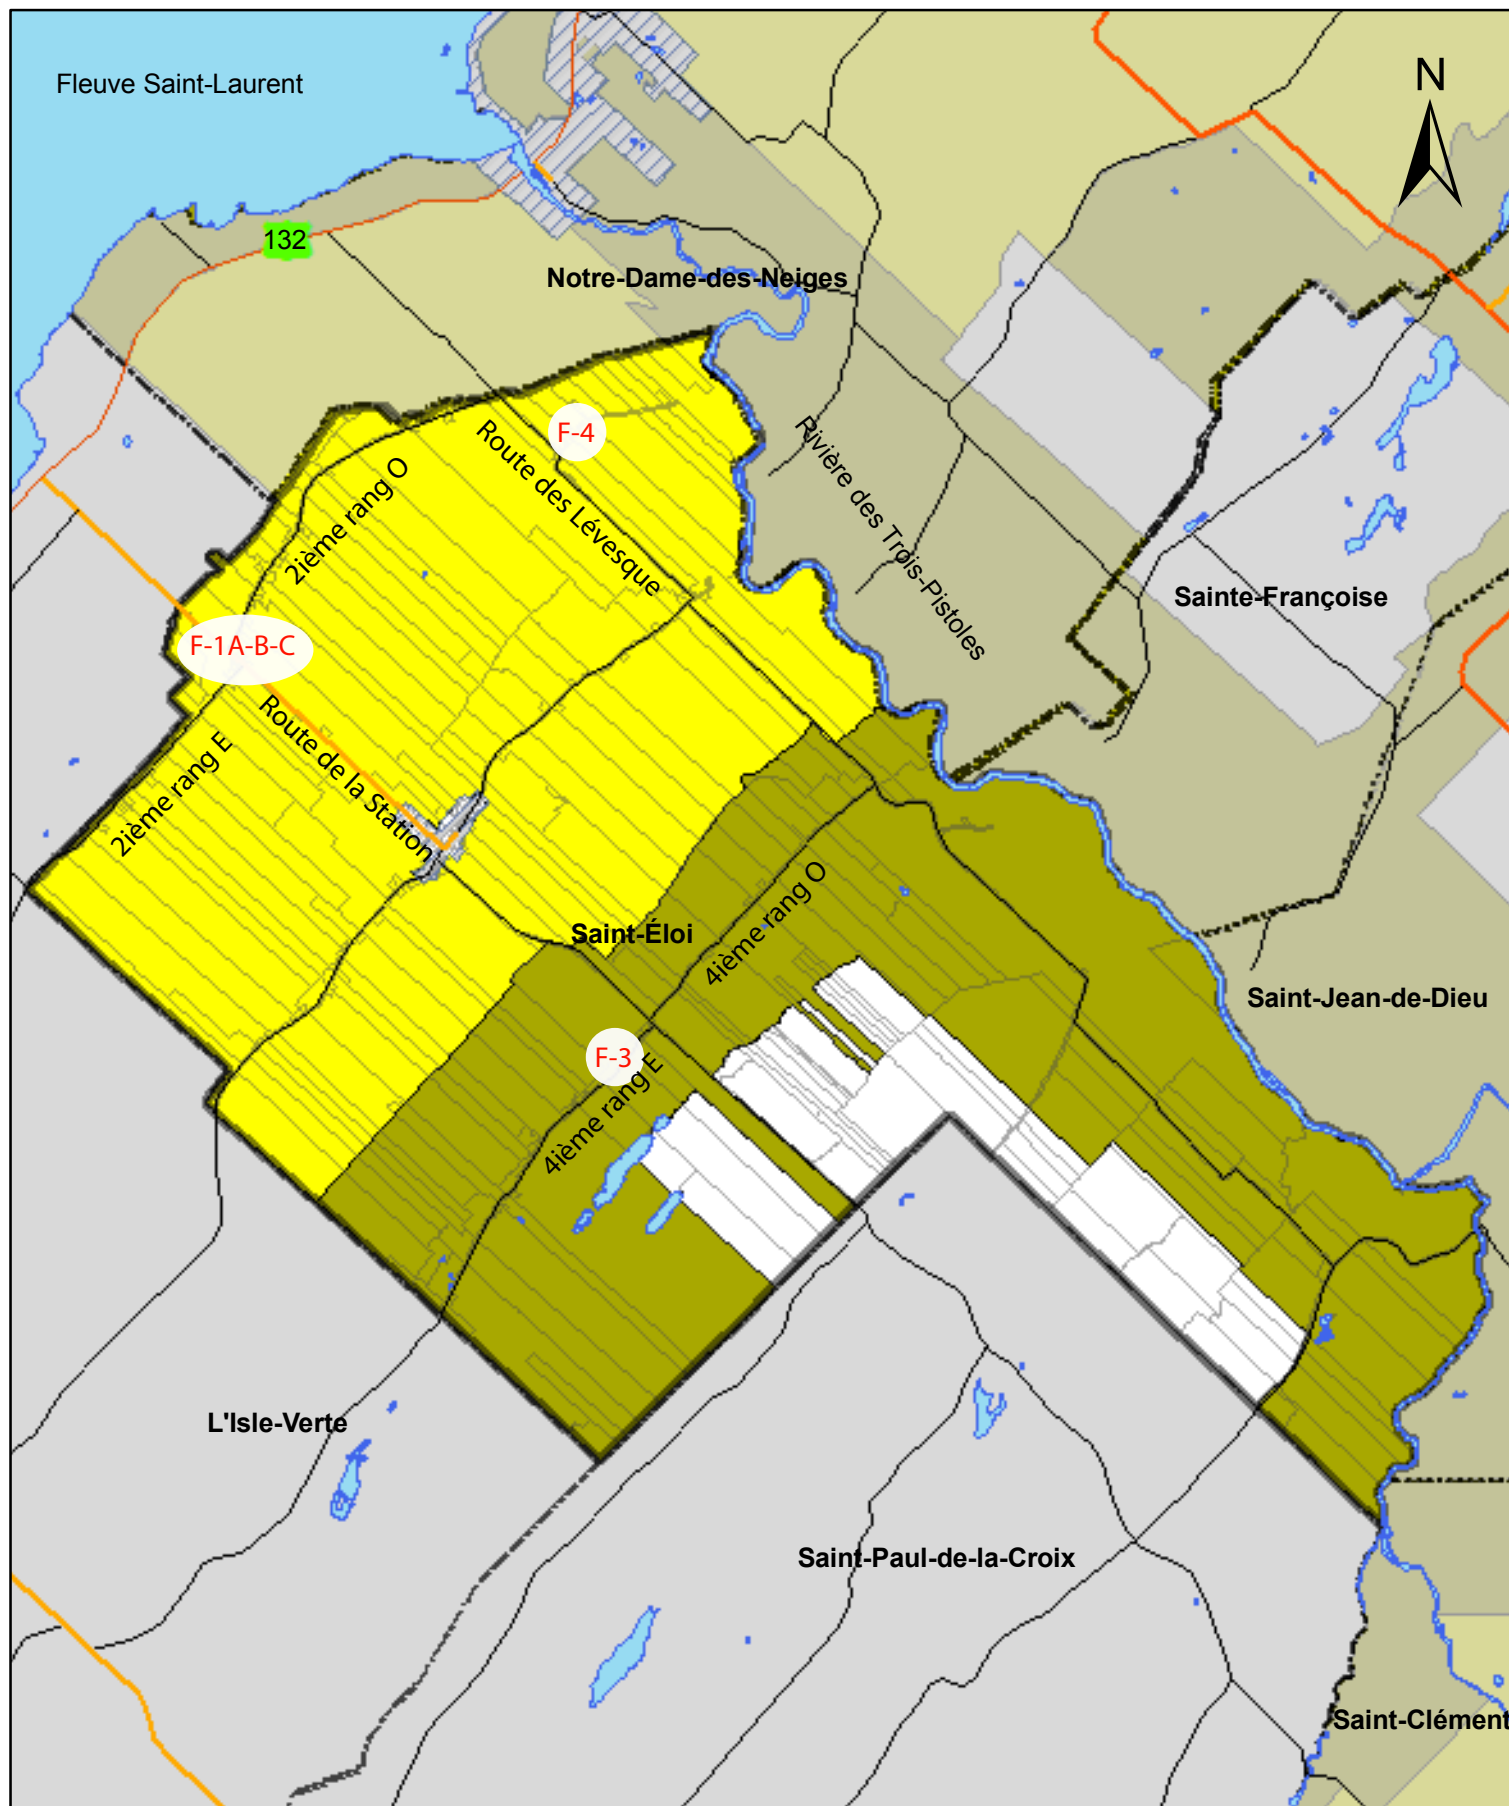 Fleuve Saint-Laurent
N
132
Notre-Dame-des-Neiges
F-4
Route des Lévesque
2ième rang O
Rivière des Trois-Pistoles
Sainte-Françoise
F-1A-B-C
Route de la Station
2ième rang E
Saint-Éloi
4ième rang O
Saint-Jean-de-Dieu
F-3
4ième rang E
L'Isle-Verte
Saint-Paul-de-la-Croix
Saint-Clément